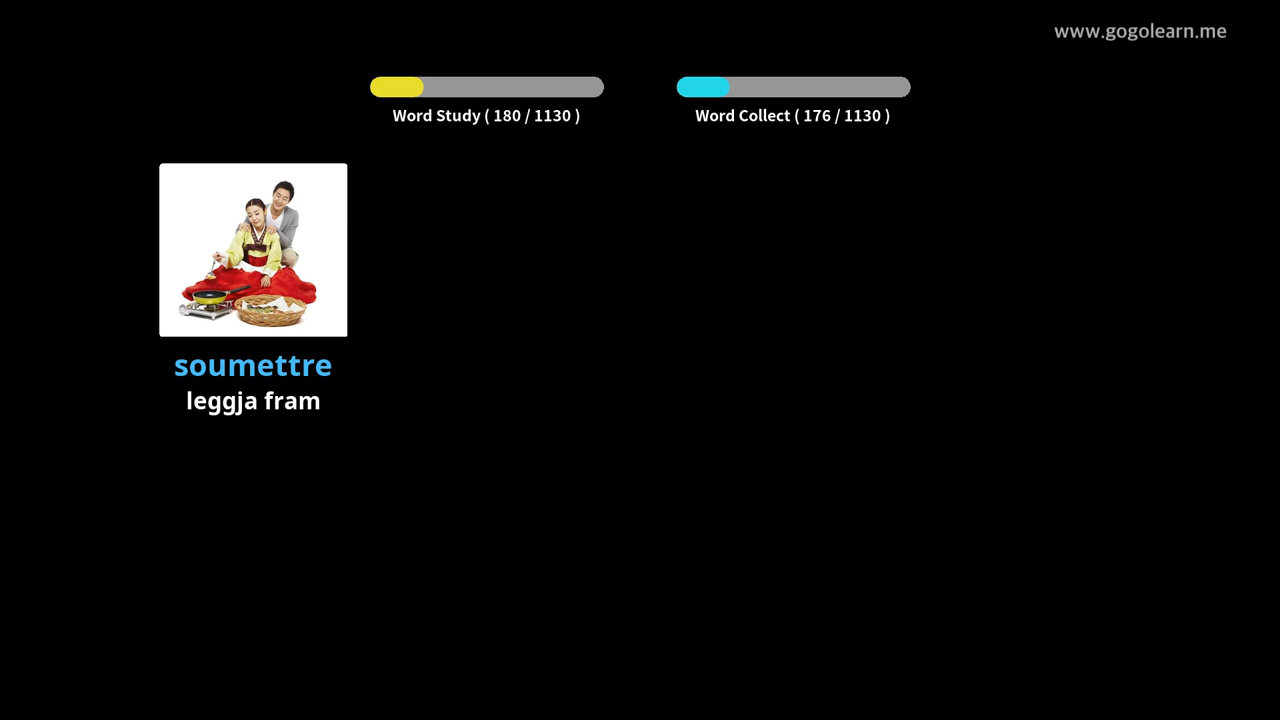 www.gogolearn.me
Word Study ( 180 / 1130 )
Word Collect ( 176 / 1130 )
soumettre
leggja fram